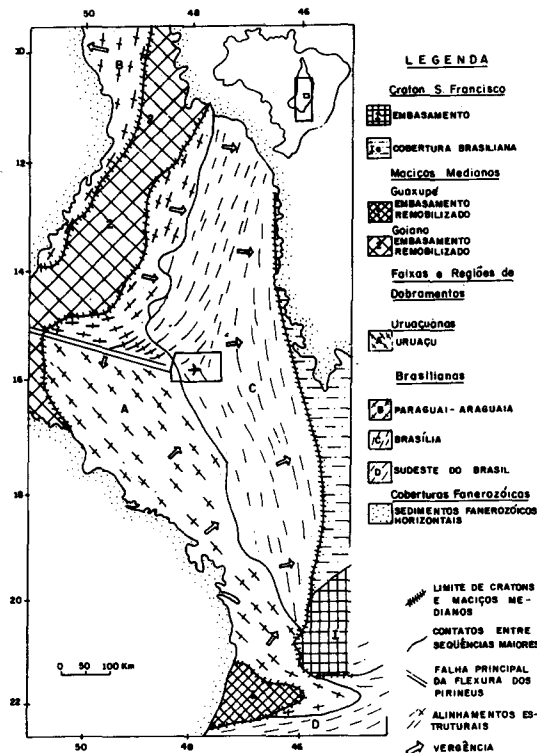 50 48 46
10
12
14
16
18
20
22
B
2
A
C
I
D
0 50 100 Km
50 48 46
LEGENDA
Craton S. Francisco
I EMBASAMENTO
COBERTURA BRASILIANA
Maciços Medianos
Guaxupé
EMBASAMENTO
REMOBILIZADO
Goiano
2 EMBASAMENTO
REMOBILIZADO
Faixas e Regiões de
Dobramentos
Uruaçuanas
A URUAÇU
Brasilianas
B PARAGUAI-ARAGUAIA
C BRASÍLIA
D SUDESTE DO BRASIL
Coberturas Fanerozóicas
SEDIMENTOS FANEROZÓICOS
HORIZONTAIS
LIMITE DE CRATONS
E MACIÇOS ME-
DIANOS
CONTATOS ENTRE
SEQÜÊNCIAS MAIORES
FALHA PRINCIPAL
DA FLEXURA DOS
PIRINEUS
ALINHAMENTOS ES-
TRUTURAIS
VERGÊNCIA